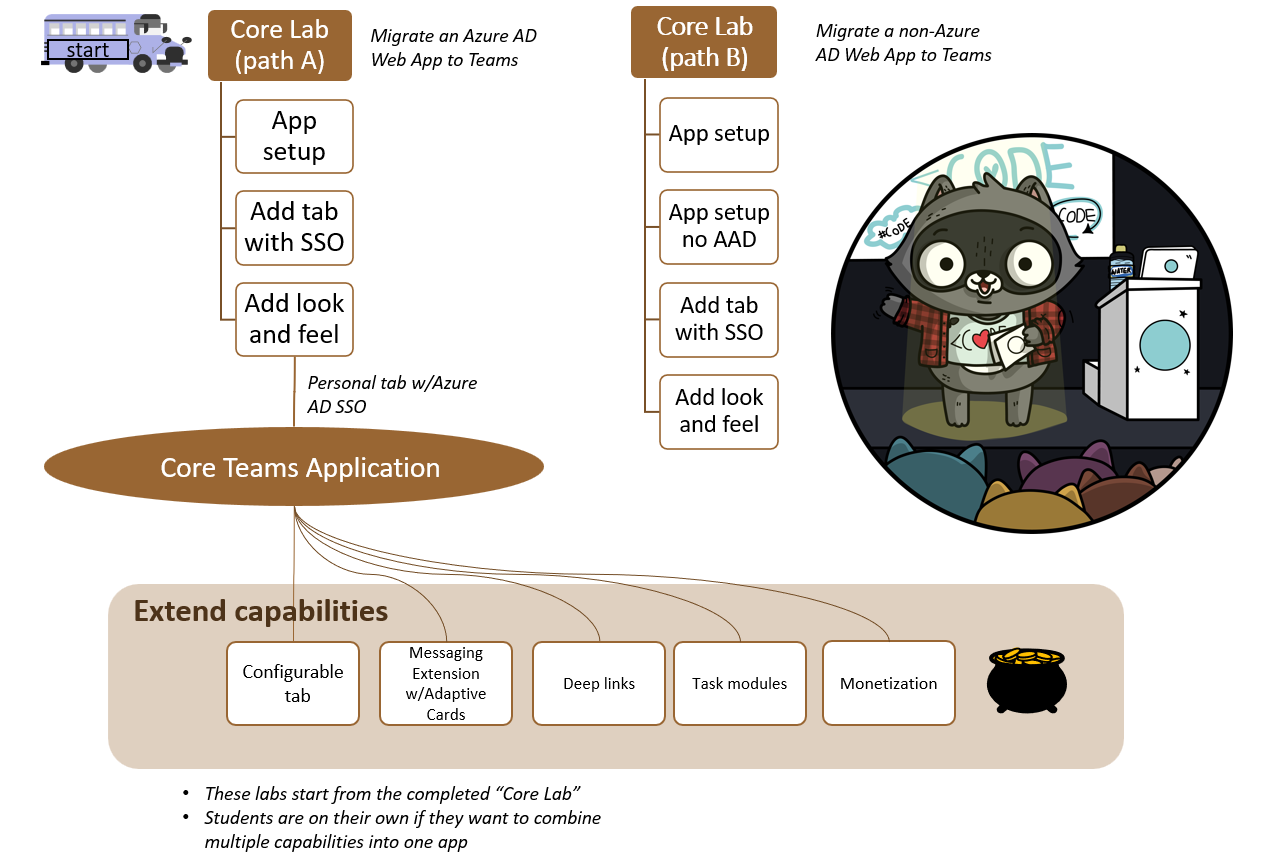 start
Core Lab
(path A)
Migrate an Azure AD
Web App to Teams
App
setup
Add tab
with SSO
Add look
and feel
Personal tab w/Azure
AD SSO
Core Lab
(path B)
Migrate a non-Azure
AD Web App to Teams
App setup
App setup
no AAD
Add tab
with SSO
Add look
and feel
CODE
#CODE
CODE
WATER
Core Teams Application
Extend capabilities
Configurable
tab
Messaging
Extension
w/Adaptive
Cards
Deep links
Task modules
Monetization
• These labs start from the completed “Core Lab”
• Students are on their own if they want to combine
multiple capabilities into one app